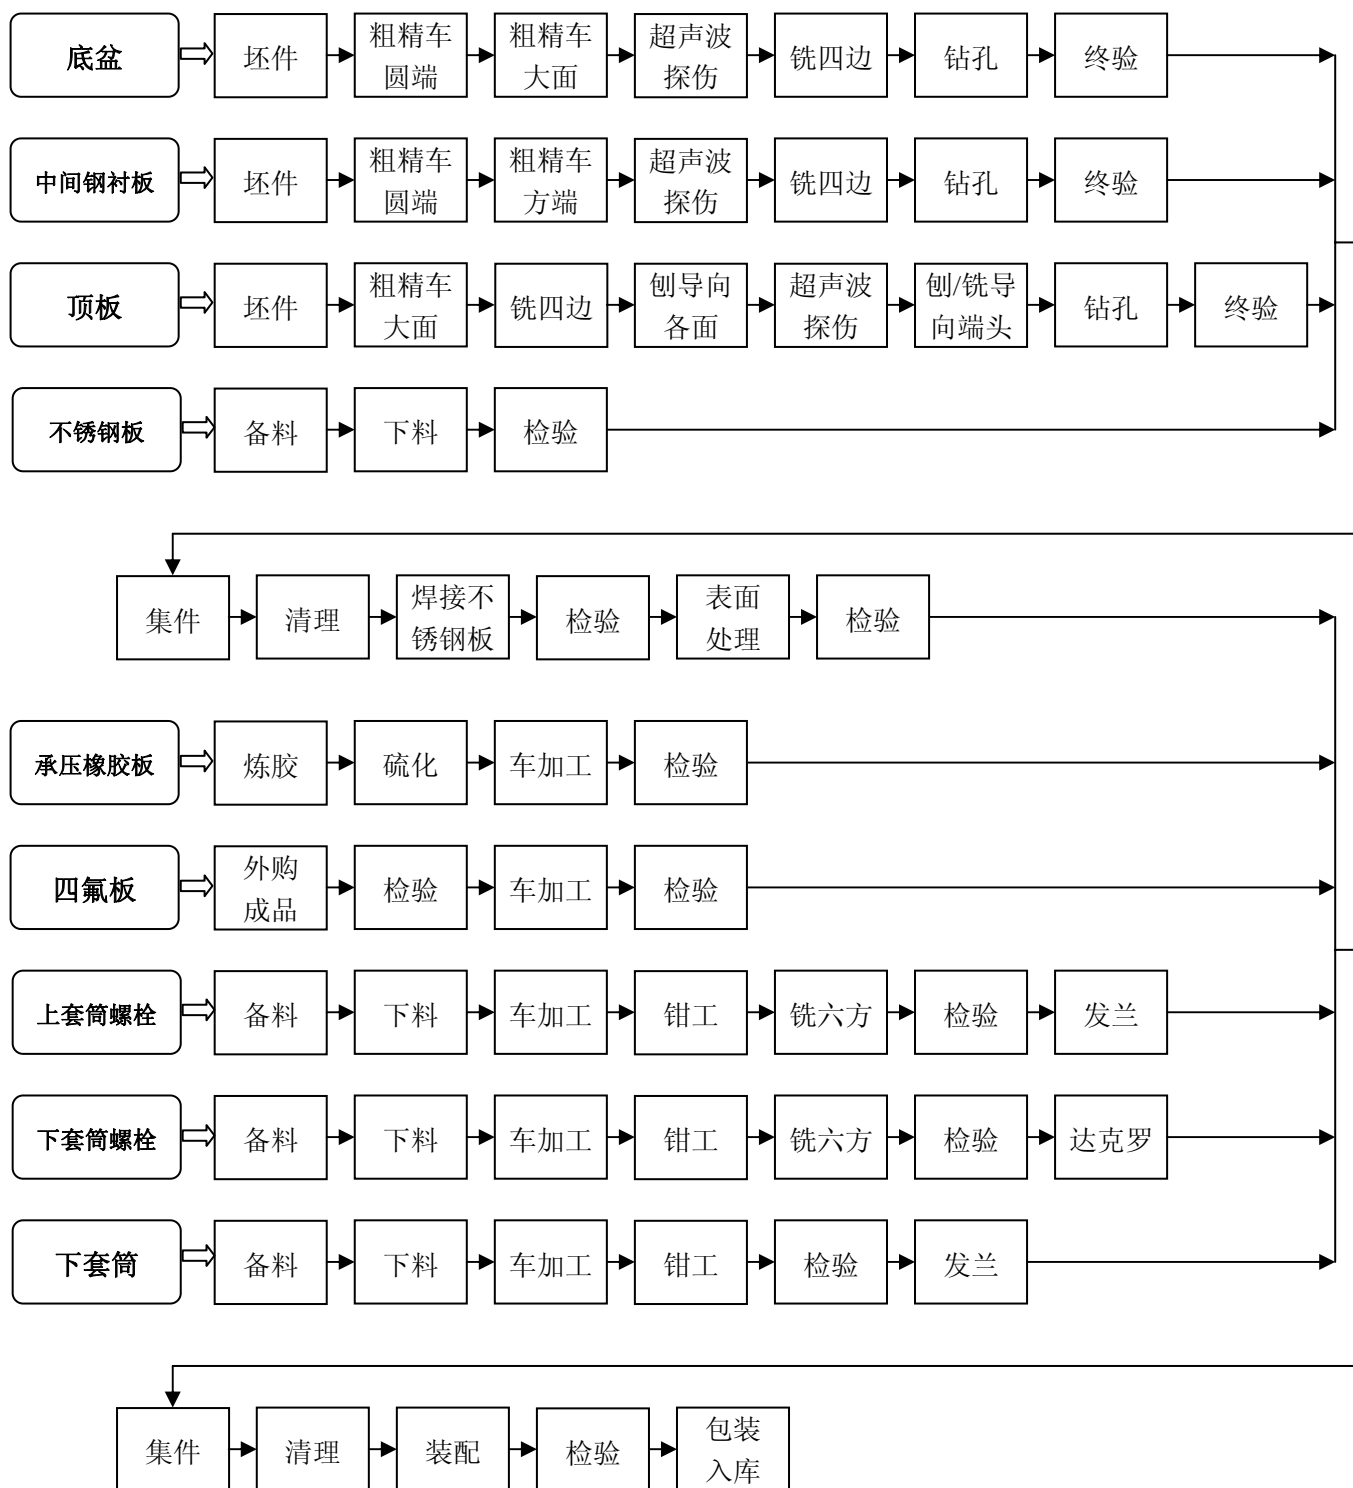 底盆
坯件
粗精车
圆端
粗精车
大面
超声波
探伤
铣四边
钻孔
终验
中间钢衬板
坯件
粗精车
圆端
粗精车
方端
超声波
探伤
铣四边
钻孔
终验
顶板
坯件
粗精车
大面
铣四边
刨导向
各面
超声波
探伤
刨/铣导
向端头
钻孔
终验
不锈钢板
备料
下料
检验
集件
清理
焊接不
锈钢板
检验
表面
处理
检验
承压橡胶板
炼胶
硫化
车加工
检验
四氟板
外购
成品
检验
车加工
检验
上套筒螺栓
备料
下料
车加工
钳工
铣六方
检验
发兰
下套筒螺栓
备料
下料
车加工
钳工
铣六方
检验
达克罗
下套筒
备料
下料
车加工
钳工
检验
发兰
集件
清理
装配
检验
包装
入库